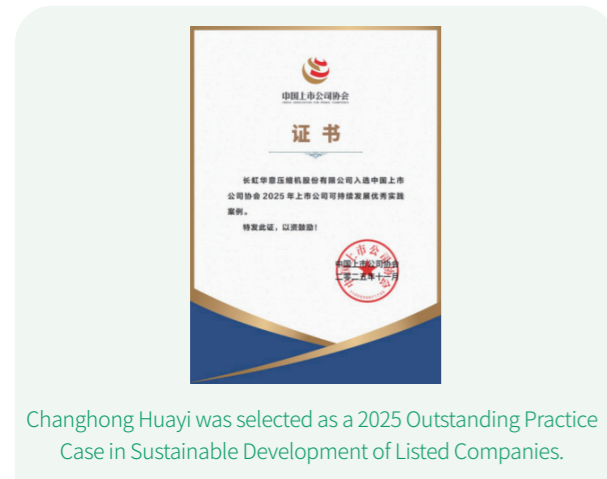 中国上市公司协会
证书
长虹华意压缩机股份有限公司入选中国上市
公司协会2025年上市公司可持续发展优秀实践
案例。
特发此证，以资鼓励！
中国上市公司协会
二零二五年十一月
Changhong Huayi was selected as a 2025 Outstanding Practice
Case in Sustainable Development of Listed Companies.